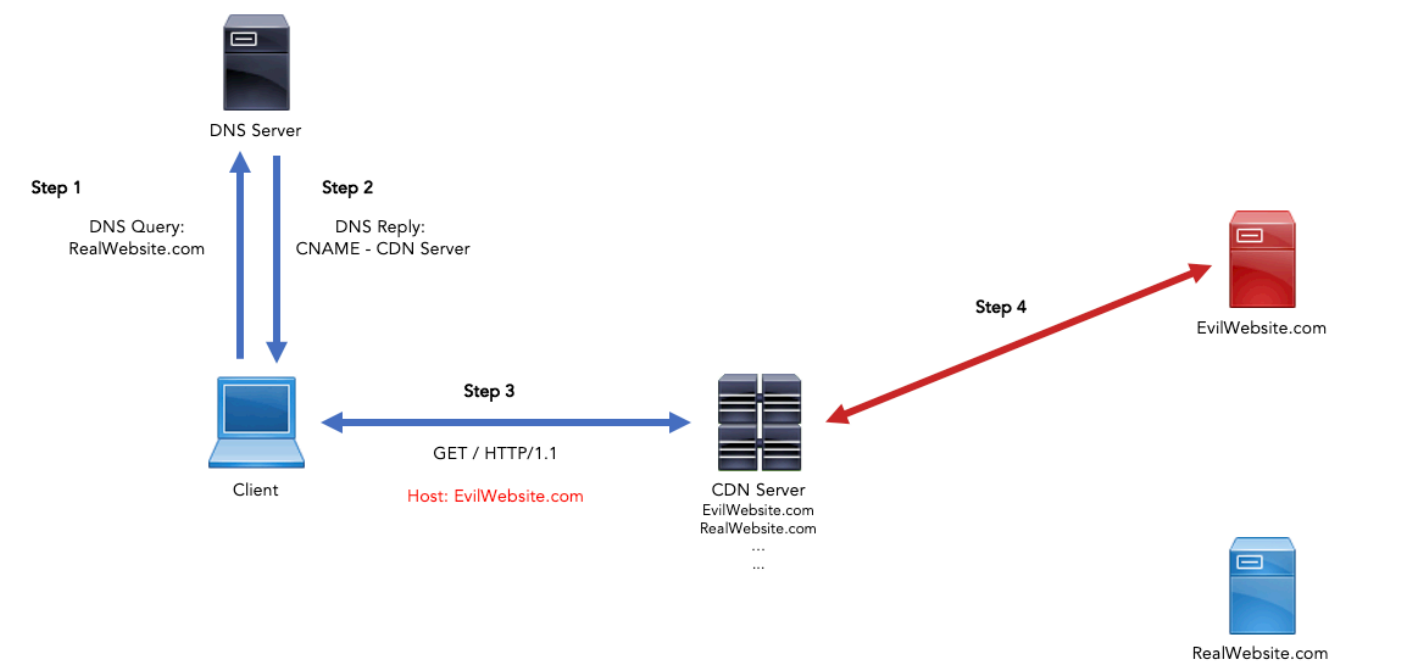 DNS Server
Step 1
Step 2
DNS Query:
RealWebsite.com
DNS Reply:
CNAME - CDN Server
Step 4
EvilWebsite.com
Step 3
GET / HTTP/1.1
Host: EvilWebsite.com
Client
CDN Server
EvilWebsite.com
RealWebsite.com
...
...
RealWebsite.com